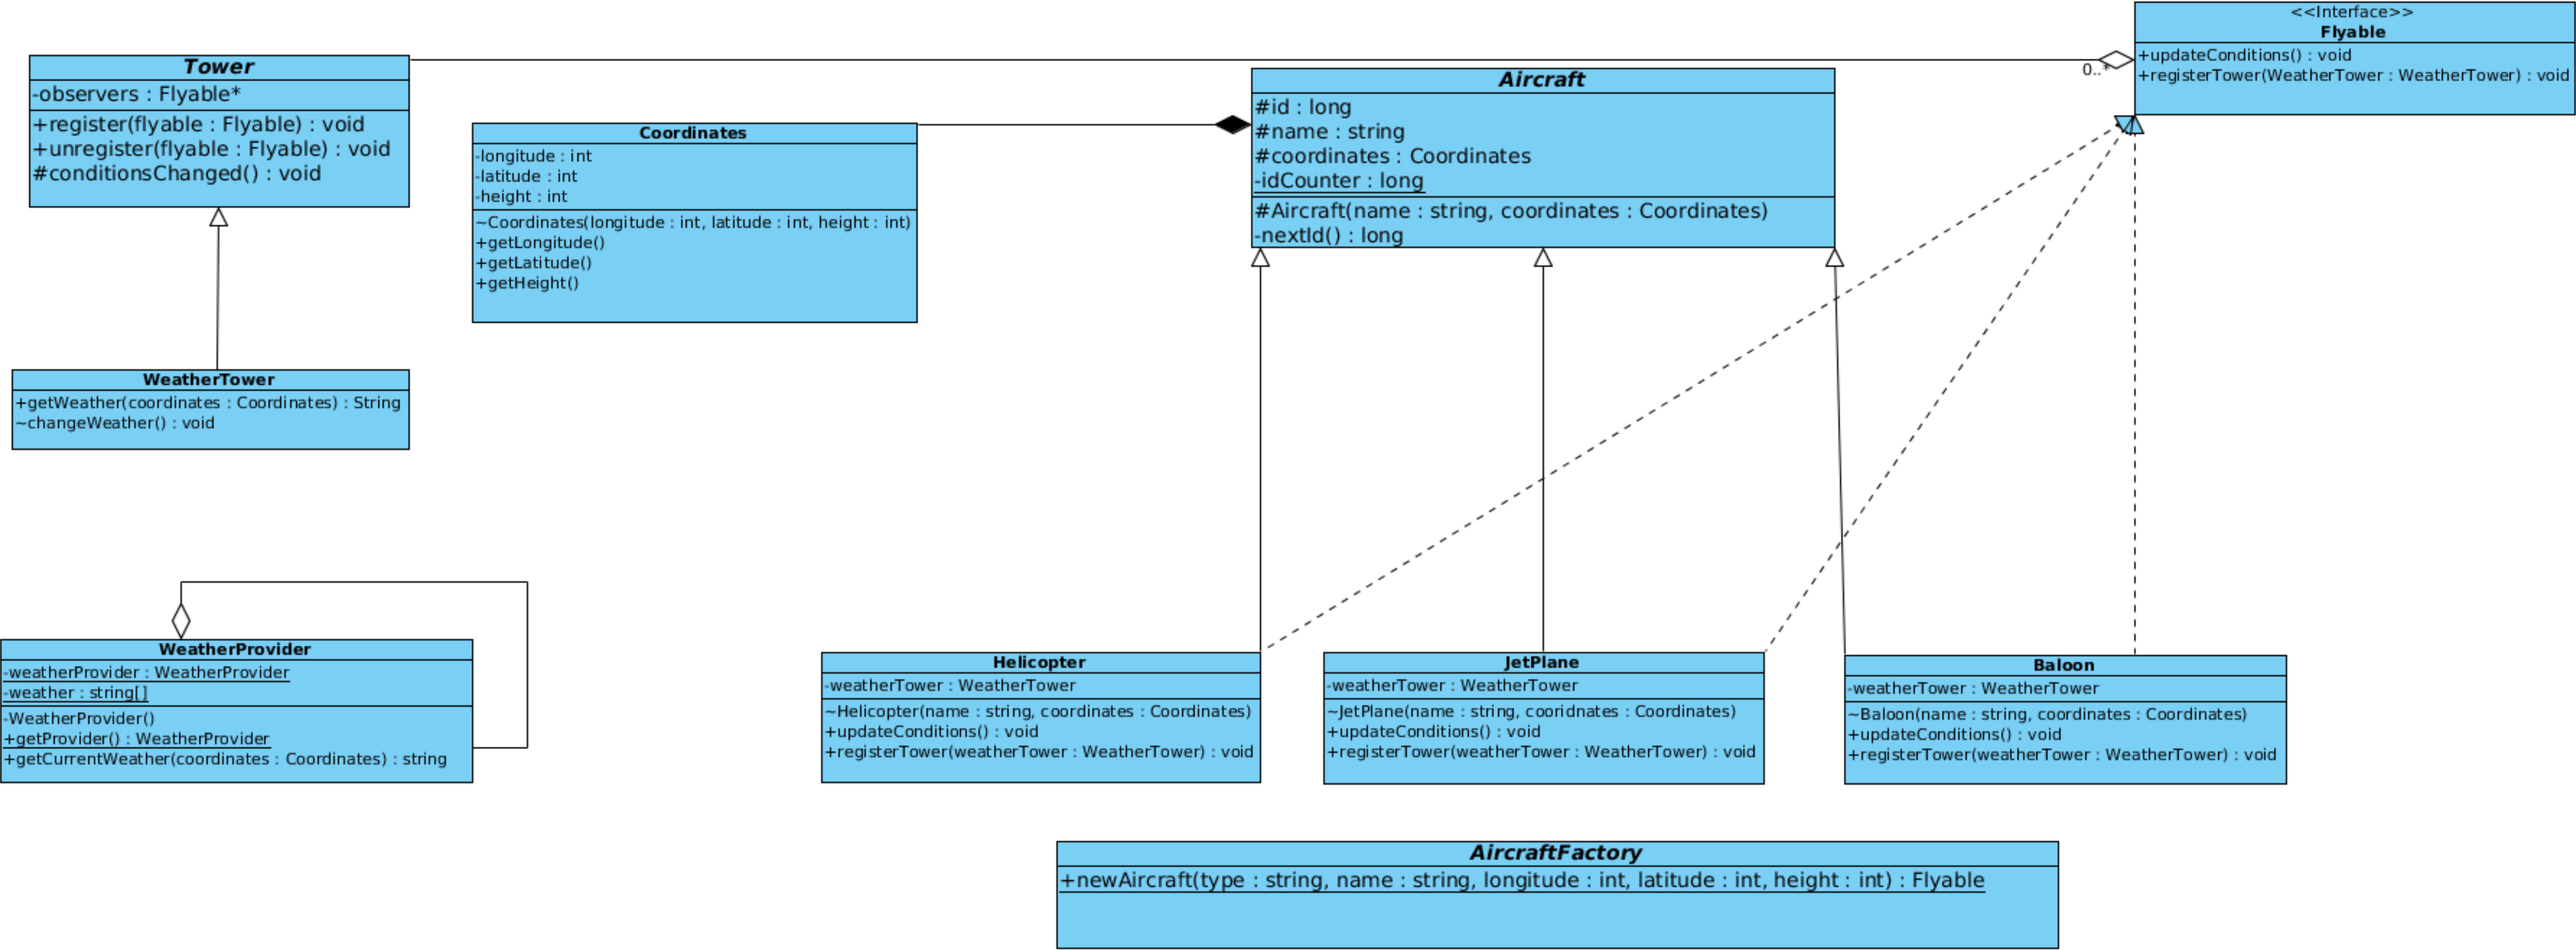 <<Interface>>
Flyable
+updateConditions() : void
+registerTower(WeatherTower : WeatherTower) : void
0..*
Tower
-observers : Flyable*
+register(flyable : Flyable) : void
+unregister(flyable : Flyable) : void
#conditionsChanged() : void
Aircraft
#id : long
#name : string
#coordinates : Coordinates
-idCounter : long
#Aircraft(name : string, coordinates : Coordinates)
-nextId() : long
Coordinates
-longitude : int
-latitude : int
-height : int
~Coordinates(longitude : int, latitude : int, height : int)
+getLongitude()
+getLatitude()
+getHeight()
WeatherTower
+getWeather(coordinates : Coordinates) : String
~changeWeather() : void
WeatherProvider
-weatherProvider : WeatherProvider
-weather : string[]
-WeatherProvider()
+getProvider() : WeatherProvider
+getCurrentWeather(coordinates : Coordinates) : string
Helicopter
-weatherTower : WeatherTower
~Helicopter(name : string, coordinates : Coordinates)
+updateConditions() : void
+registerTower(weatherTower : WeatherTower) : void
JetPlane
-weatherTower : WeatherTower
~JetPlane(name : string, cooridnates : Coordinates)
+updateConditions() : void
+registerTower(weatherTower : WeatherTower) : void
Baloon
-weatherTower : WeatherTower
~Baloon(name : string, coordinates : Coordinates)
+updateConditions() : void
+registerTower(weatherTower : WeatherTower) : void
AircraftFactory
+newAircraft(type : string, name : string, longitude : int, latitude : int, height : int) : Flyable